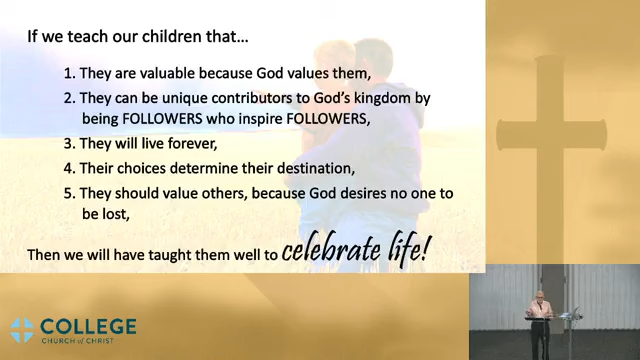 If we teach our children that...
1. They are valuable because God values them,
2. They can be unique contributors to God's kingdom by
being FOLLOWERS who inspire FOLLOWERS,
3. They will live forever,
4. Their choices determine their destination,
5. They should value others, because God desires no one to
be lost,
Then we will have taught them well to celebrate life!
COLLEGE
CHURCH of CHRIST